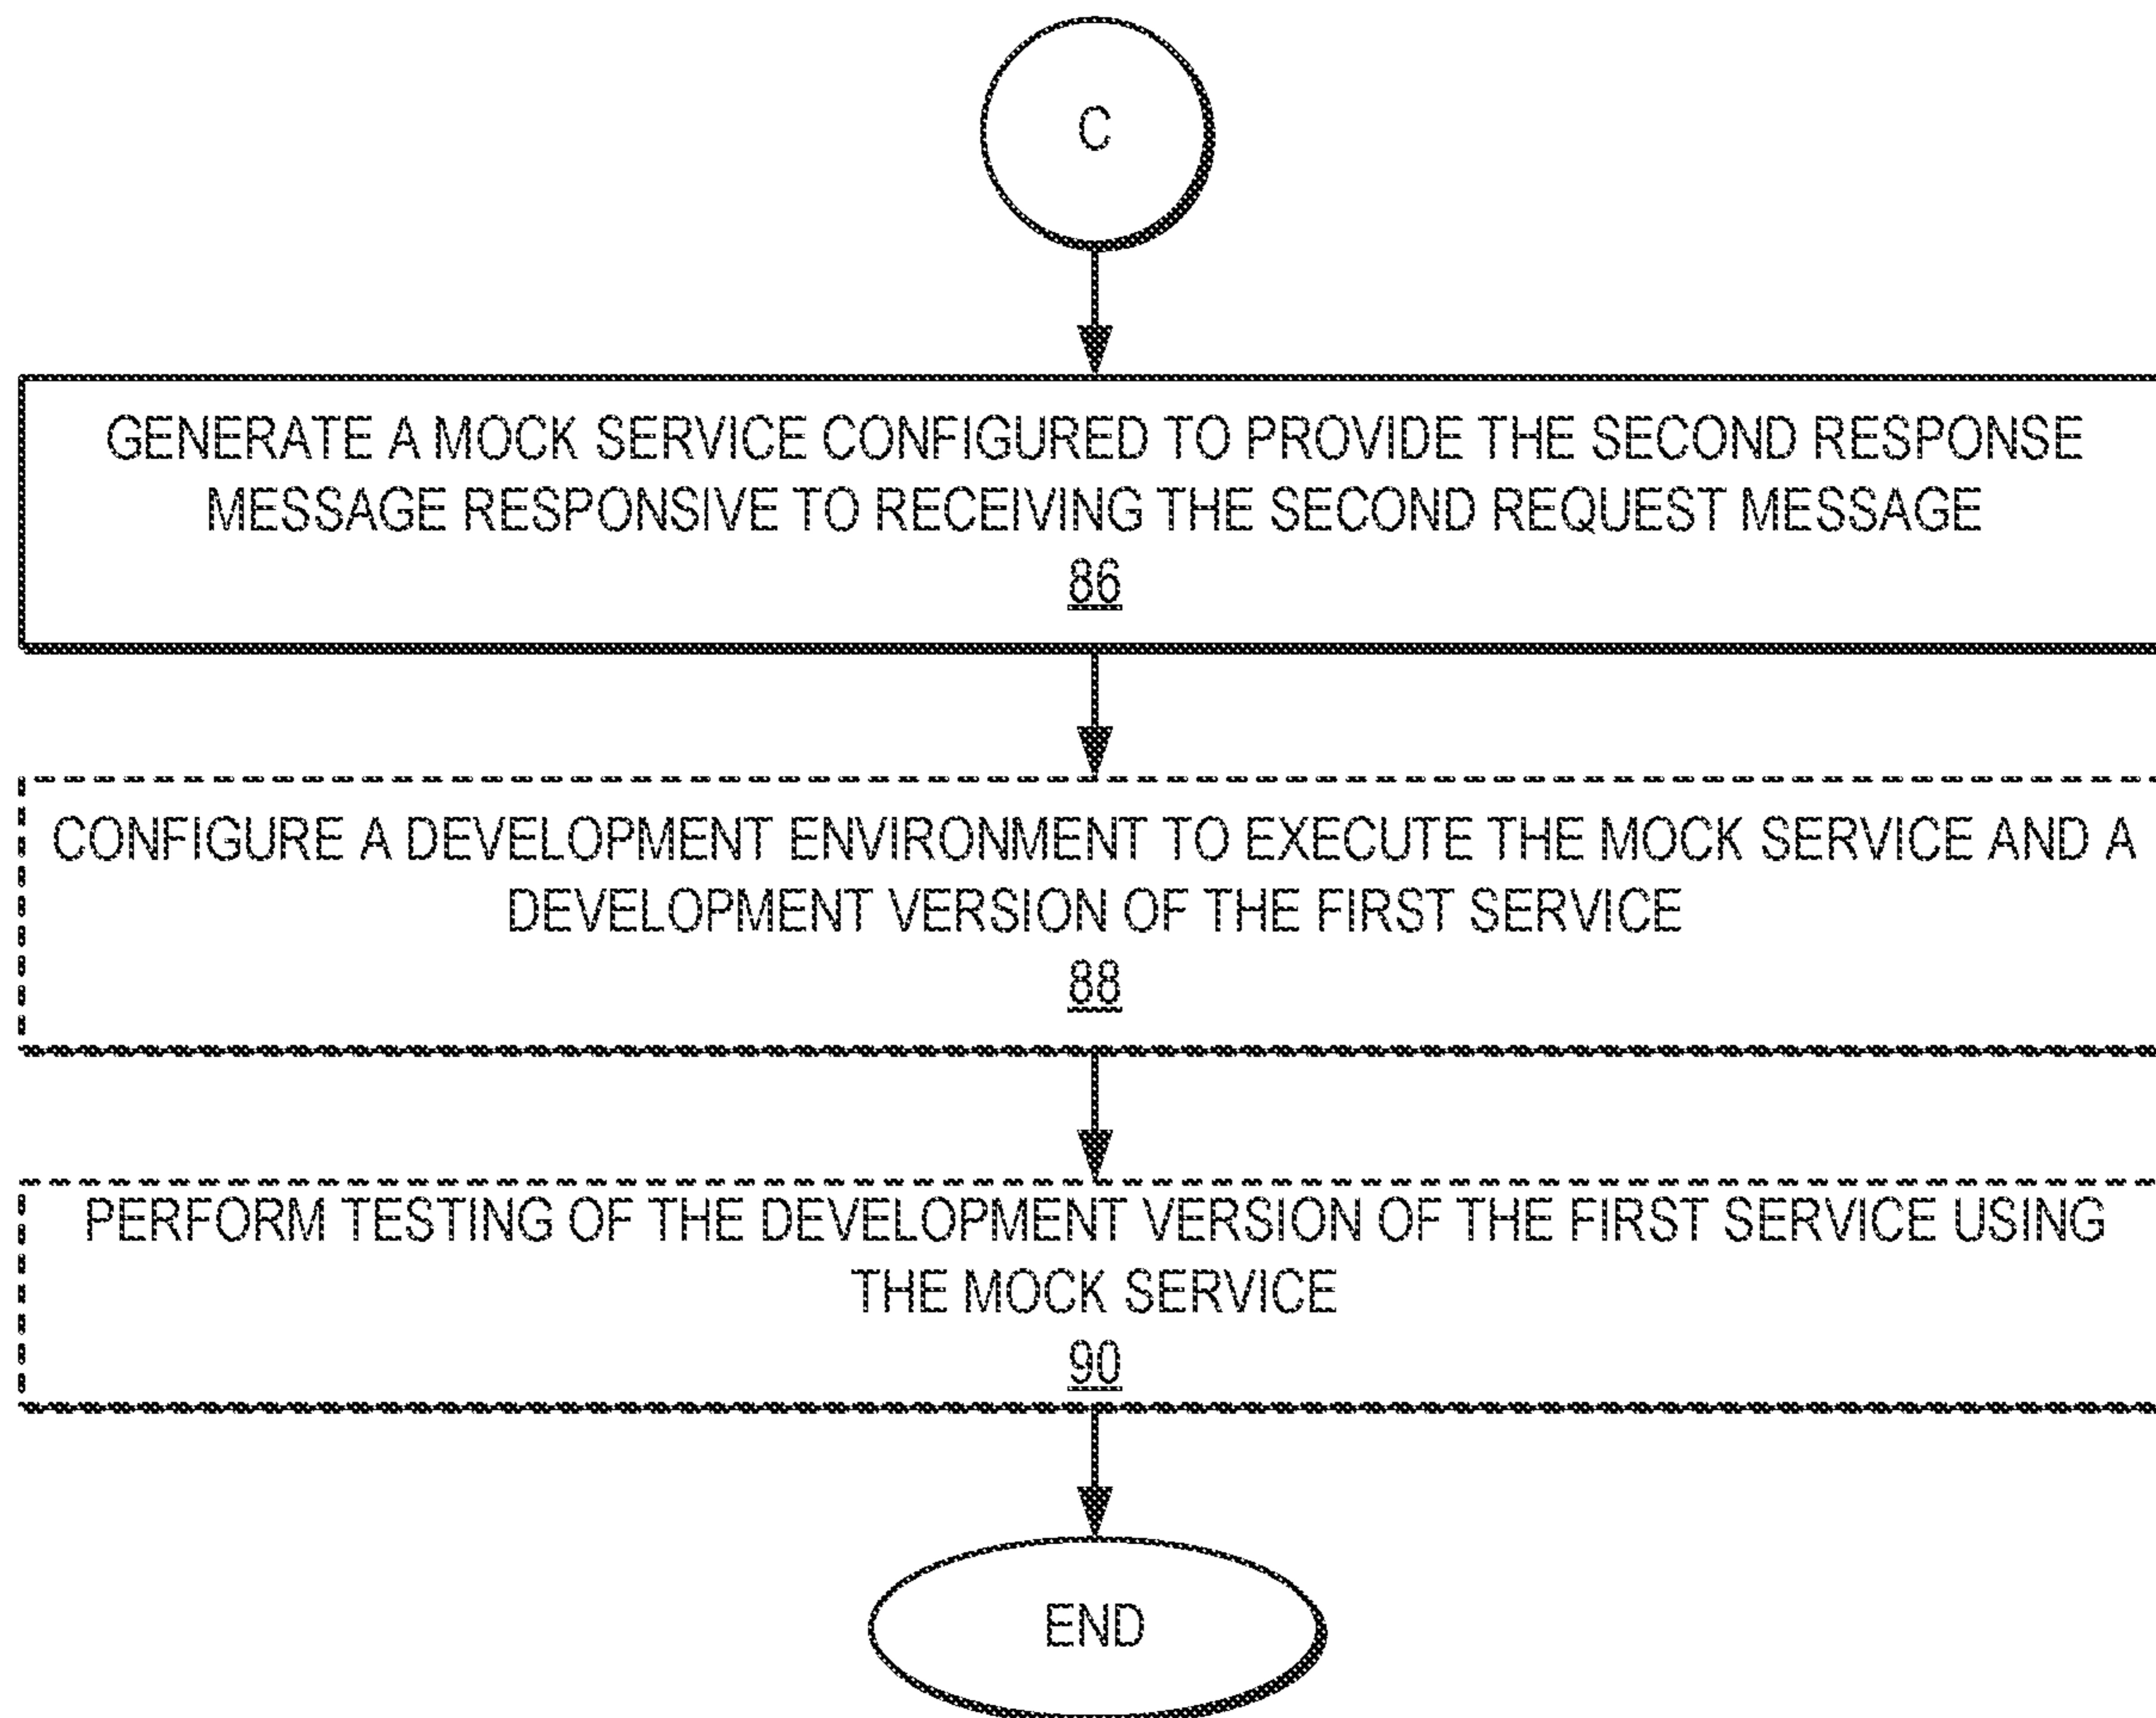 C
GENERATE A MOCK SERVICE CONFIGURED TO PROVIDE THE SECOND RESPONSE
MESSAGE RESPONSIVE TO RECEIVING THE SECOND REQUEST MESSAGE
86
CONFIGURE A DEVELOPMENT ENVIRONMENT TO EXECUTE THE MOCK SERVICE AND A
DEVELOPMENT VERSION OF THE FIRST SERVICE
88
PERFORM TESTING OF THE DEVELOPMENT VERSION OF THE FIRST SERVICE USING
THE MOCK SERVICE
90
END